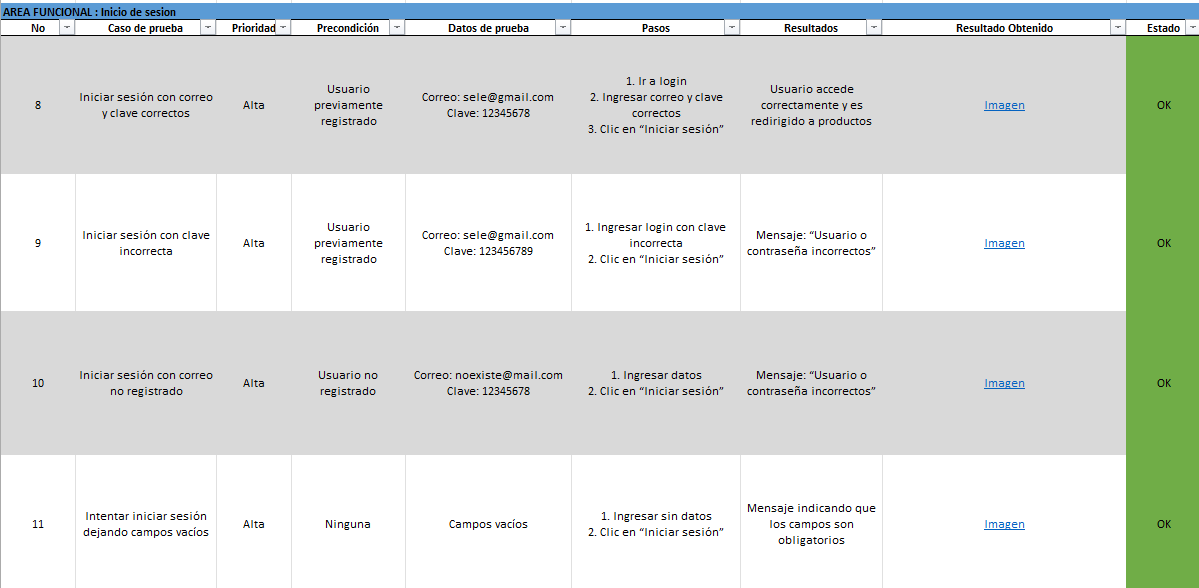 AREA FUNCIONAL : Inicio de sesion
No Caso de prueba Prioridad Precondición Datos de prueba Pasos Resultados Resultado Obtenido Estado
8
Iniciar sesión con correo
y clave correctos
Alta
Usuario
previamente
registrado
Correo: sele@gmail.com
Clave: 12345678
1. Ir a login
2. Ingresar correo y clave
correctos
3. Clic en “Iniciar sesión”
Usuario accede
correctamente y es
redirigido a productos
Imagen
OK
9
Iniciar sesión con clave
incorrecta
Alta
Usuario
previamente
registrado
Correo: sele@gmail.com
Clave: 123456789
1. Ingresar login con clave
incorrecta
2. Clic en “Iniciar sesión”
Mensaje: “Usuario o
contraseña incorrectos”
Imagen
OK
10
Iniciar sesión con correo
no registrado
Alta
Usuario no
registrado
Correo: noexiste@mail.com
Clave: 12345678
1. Ingresar datos
2. Clic en “Iniciar sesión”
Mensaje: “Usuario o
contraseña incorrectos”
Imagen
OK
11
Intentar iniciar sesión
dejando campos vacíos
Alta
Ninguna
Campos vacíos
1. Ingresar sin datos
2. Clic en “Iniciar sesión”
Mensaje indicando que
los campos son
obligatorios
Imagen
OK